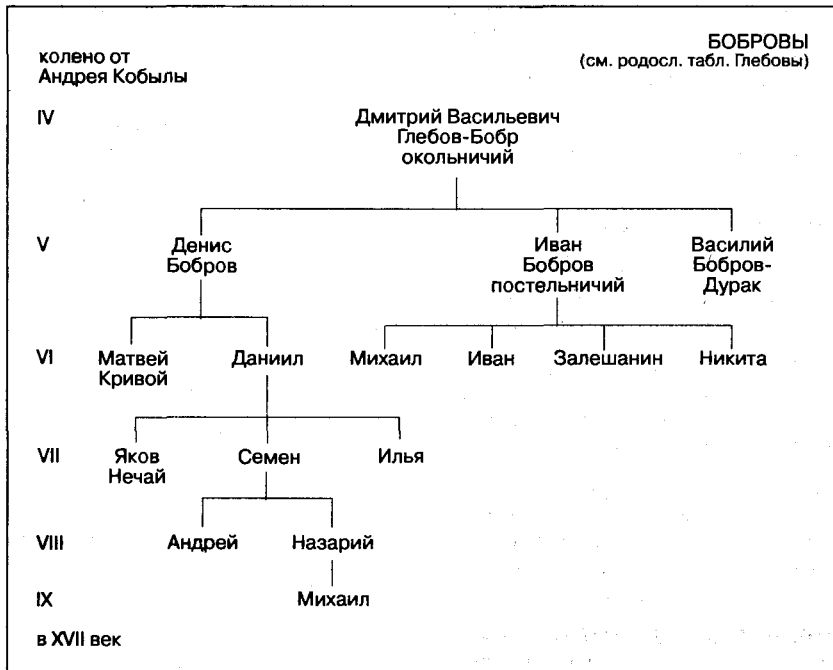 колено от
Андрея Кобылы
БОБРОВЫ
(см. родосл. табл. Глебовы)
IV
Дмитрий Васильевич
Глебов-Бобр
окольничий
V
Денис
Бобров
Иван
Бобров
постельничий
Василий
Бобров-
Дурак
VI
Матвей
Кривой
Даниил
Михаил
Иван
Залешанин
Никита
VII
Яков
Нечай
Семен
Илья
VIII
Андрей
Назарий
IX
Михаил
в XVII век